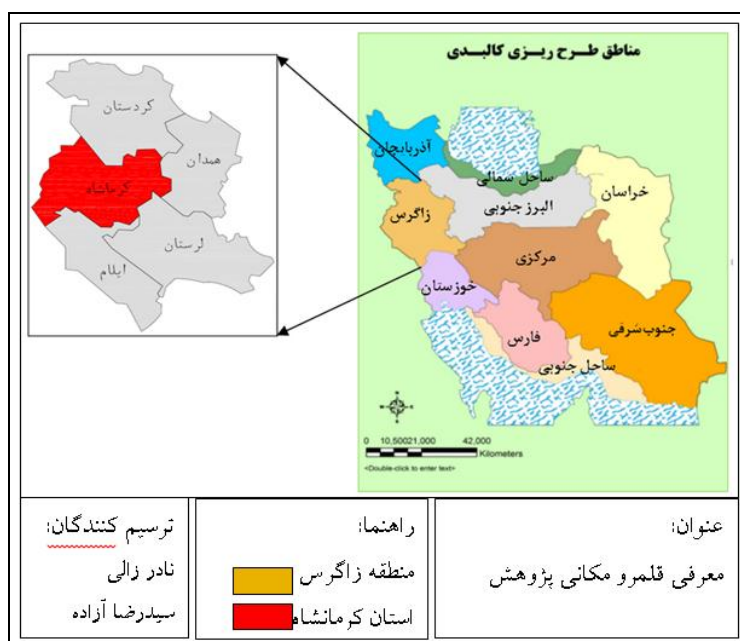 مناطق طرح ریزی کالبدی
آذربایجان
ساحل شمالی
خراسان
البرز جنوبی
زاگرس
مرکزی
خوزستان
فارس
جنوب شرقی
ساحل جنوبی
0 10,50021,000 42,000
Kilometers
<Double-click to enter text>
کردستان
همدان
کرمانشاه
لرستان
ایلام
عنوان:
معرفی قلمرو مکانی پژوهش
راهنما:
منطقه زاگرس
استان کرمانشاه
ترسیم کنندگان:
نادر زالی
سیدرضا آزاده